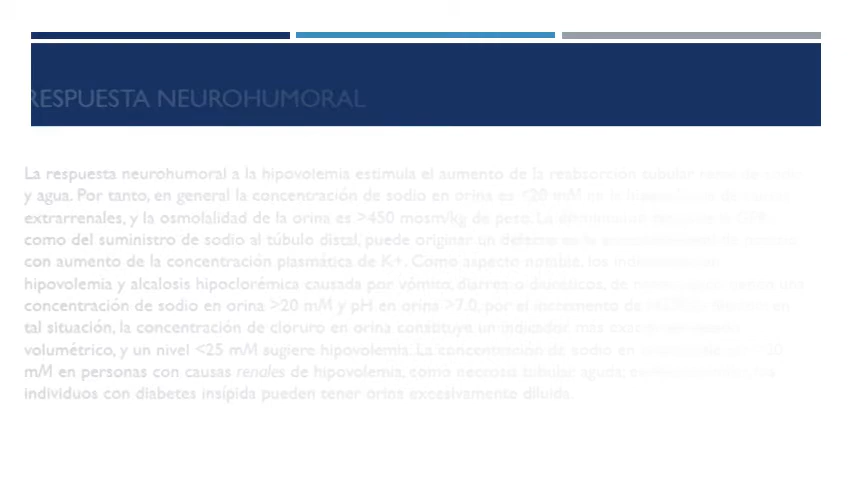 RESPUESTA NEUROHUMORAL
La respuesta neurohumoral a la hipovolemia estimula el aumento de la reabsorción tubular renal de sodio
y agua. Por tanto, en general la concentración de sodio en orina es <20 mM en la hipovolemia de causas
extrarrenales, y la osmolalidad de la orina es >450 mosm/kg de peso. La disminución
como del suministro de sodio al túbulo distal, puede originar un defecto en la
con aumento de la concentración plasmática de K+. Como aspecto notable, los individuos con
hipovolemia y alcalosis hipoclorémica causada por vómito, diarrea o diuréticos, de
concentración de sodio en orina >20 mM y pH en orina >7.0, por el incremento de en
tal situación, la concentración de cloruro en orina constituye un indicador más exacto
volumétrico, y un nivel <25 mM sugiere hipovolemia. La concentración de sodio en >20
mM en personas con causas renales de hipovolemia, como necrosis tubular aguda;
individuos con diabetes insípida pueden tener orina excesivamente diluida.